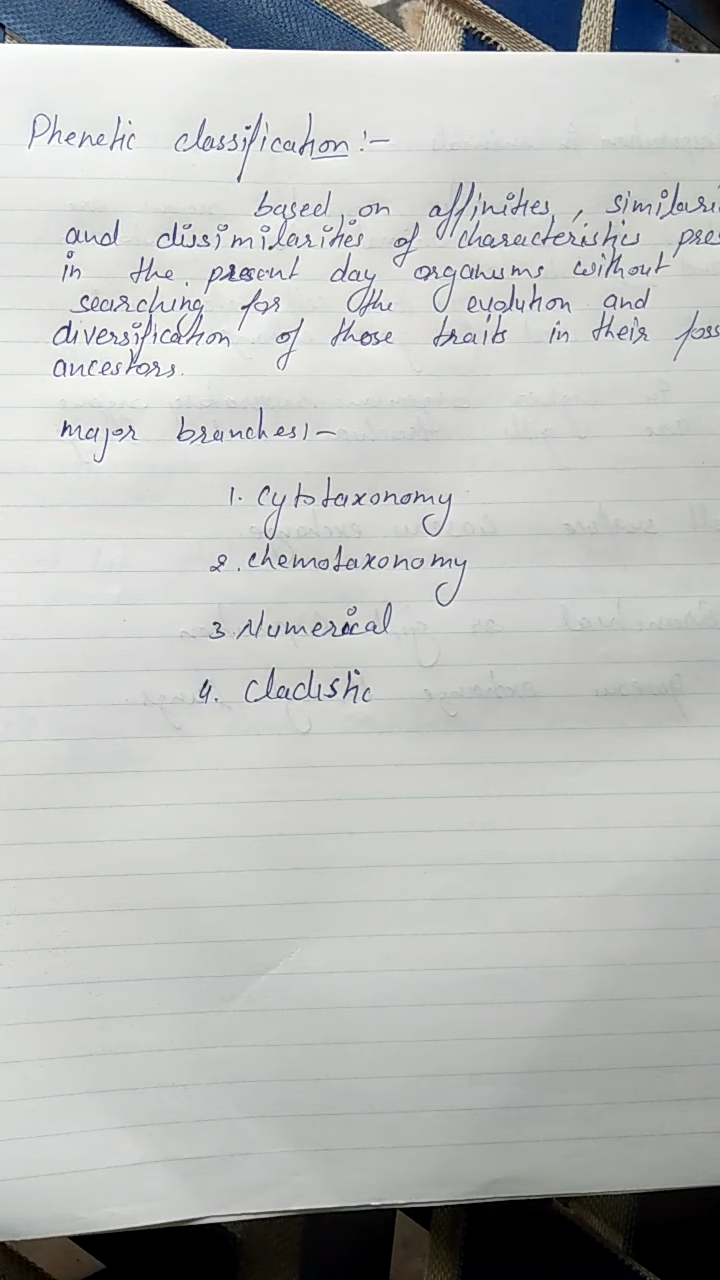 Phenetic classification :-
based on affinities, similari
and dissimilarities of characteristics pre
in the present day organisms without
searching for the evolution and
diversification of those traits in their foss
ancestors.
major branches :-
1. Cytotaxonomy
2. chemotaxonomy
3. Numerical
4. Cladistic